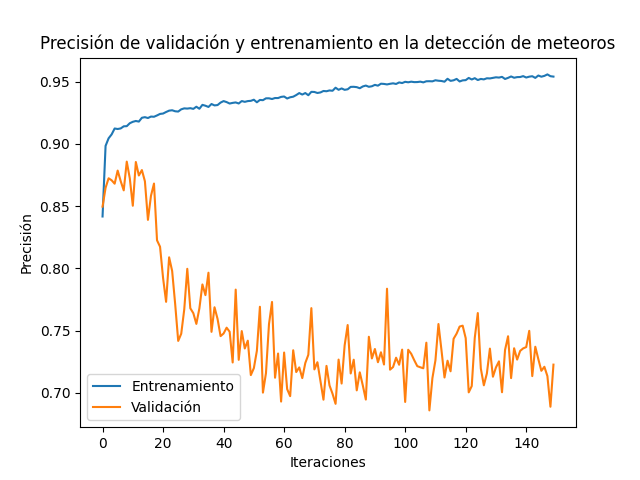 Precisión de validación y entrenamiento en la detección de meteoros
0.95
0.90
0.85
0.80
0.75
0.70
Precisión
Entrenamiento
Validación
0 20 40 60 80 100 120 140
Iteraciones